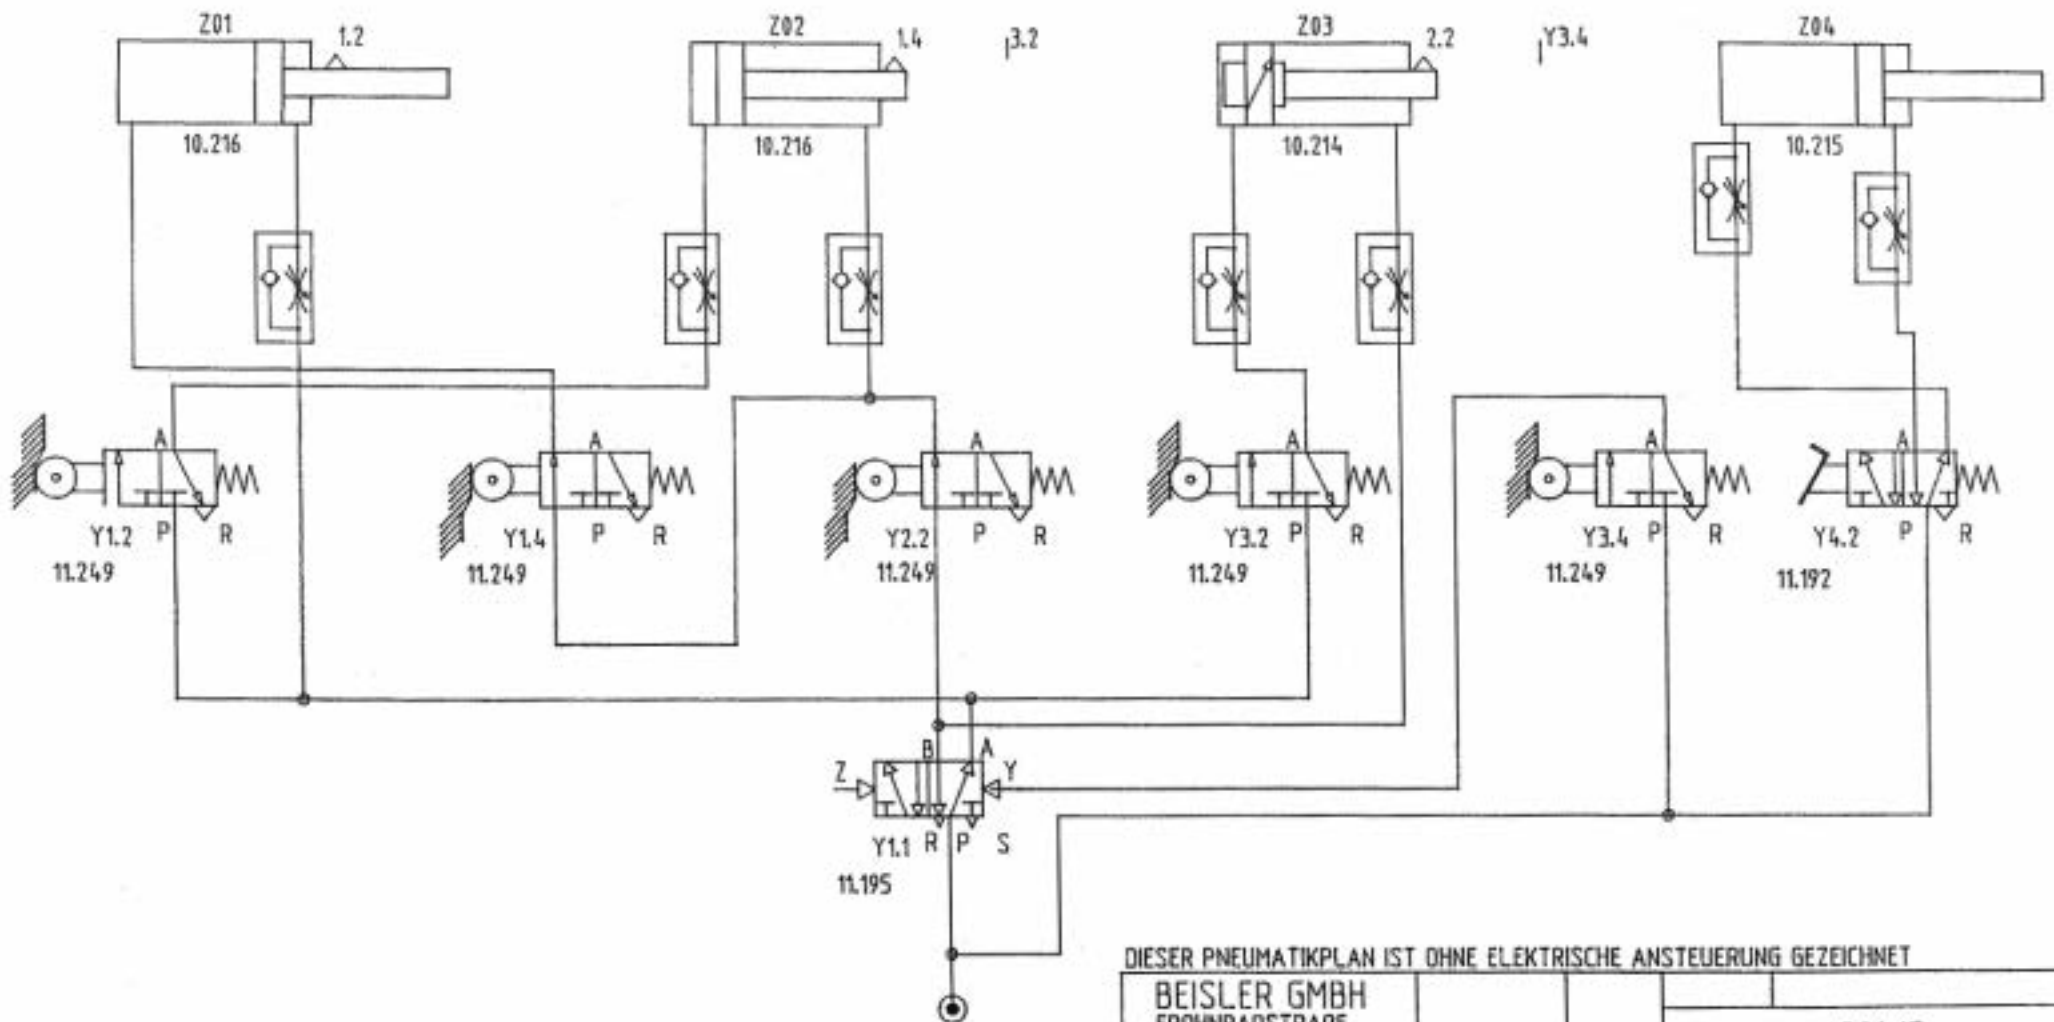 Z01
1.2
Z02
1.4
3.2
Z03
2.2
Y3.4
Z04
10.216
10.216
10.214
10.215
A
A
A
A
A
A
Y1.2 P R
Y1.4 P R
Y2.2 P R
Y3.2 P R
Y3.4 P R
Y4.2 P R
11.249
11.249
11.249
11.249
11.249
11.192
B A
Z
Y
Y1.1 R P S
11.195
DIESER PNEUMATIKPLAN IST OHNE ELEKTRISCHE ANSTEUERUNG GEZEICHNET
BEISLER GMBH